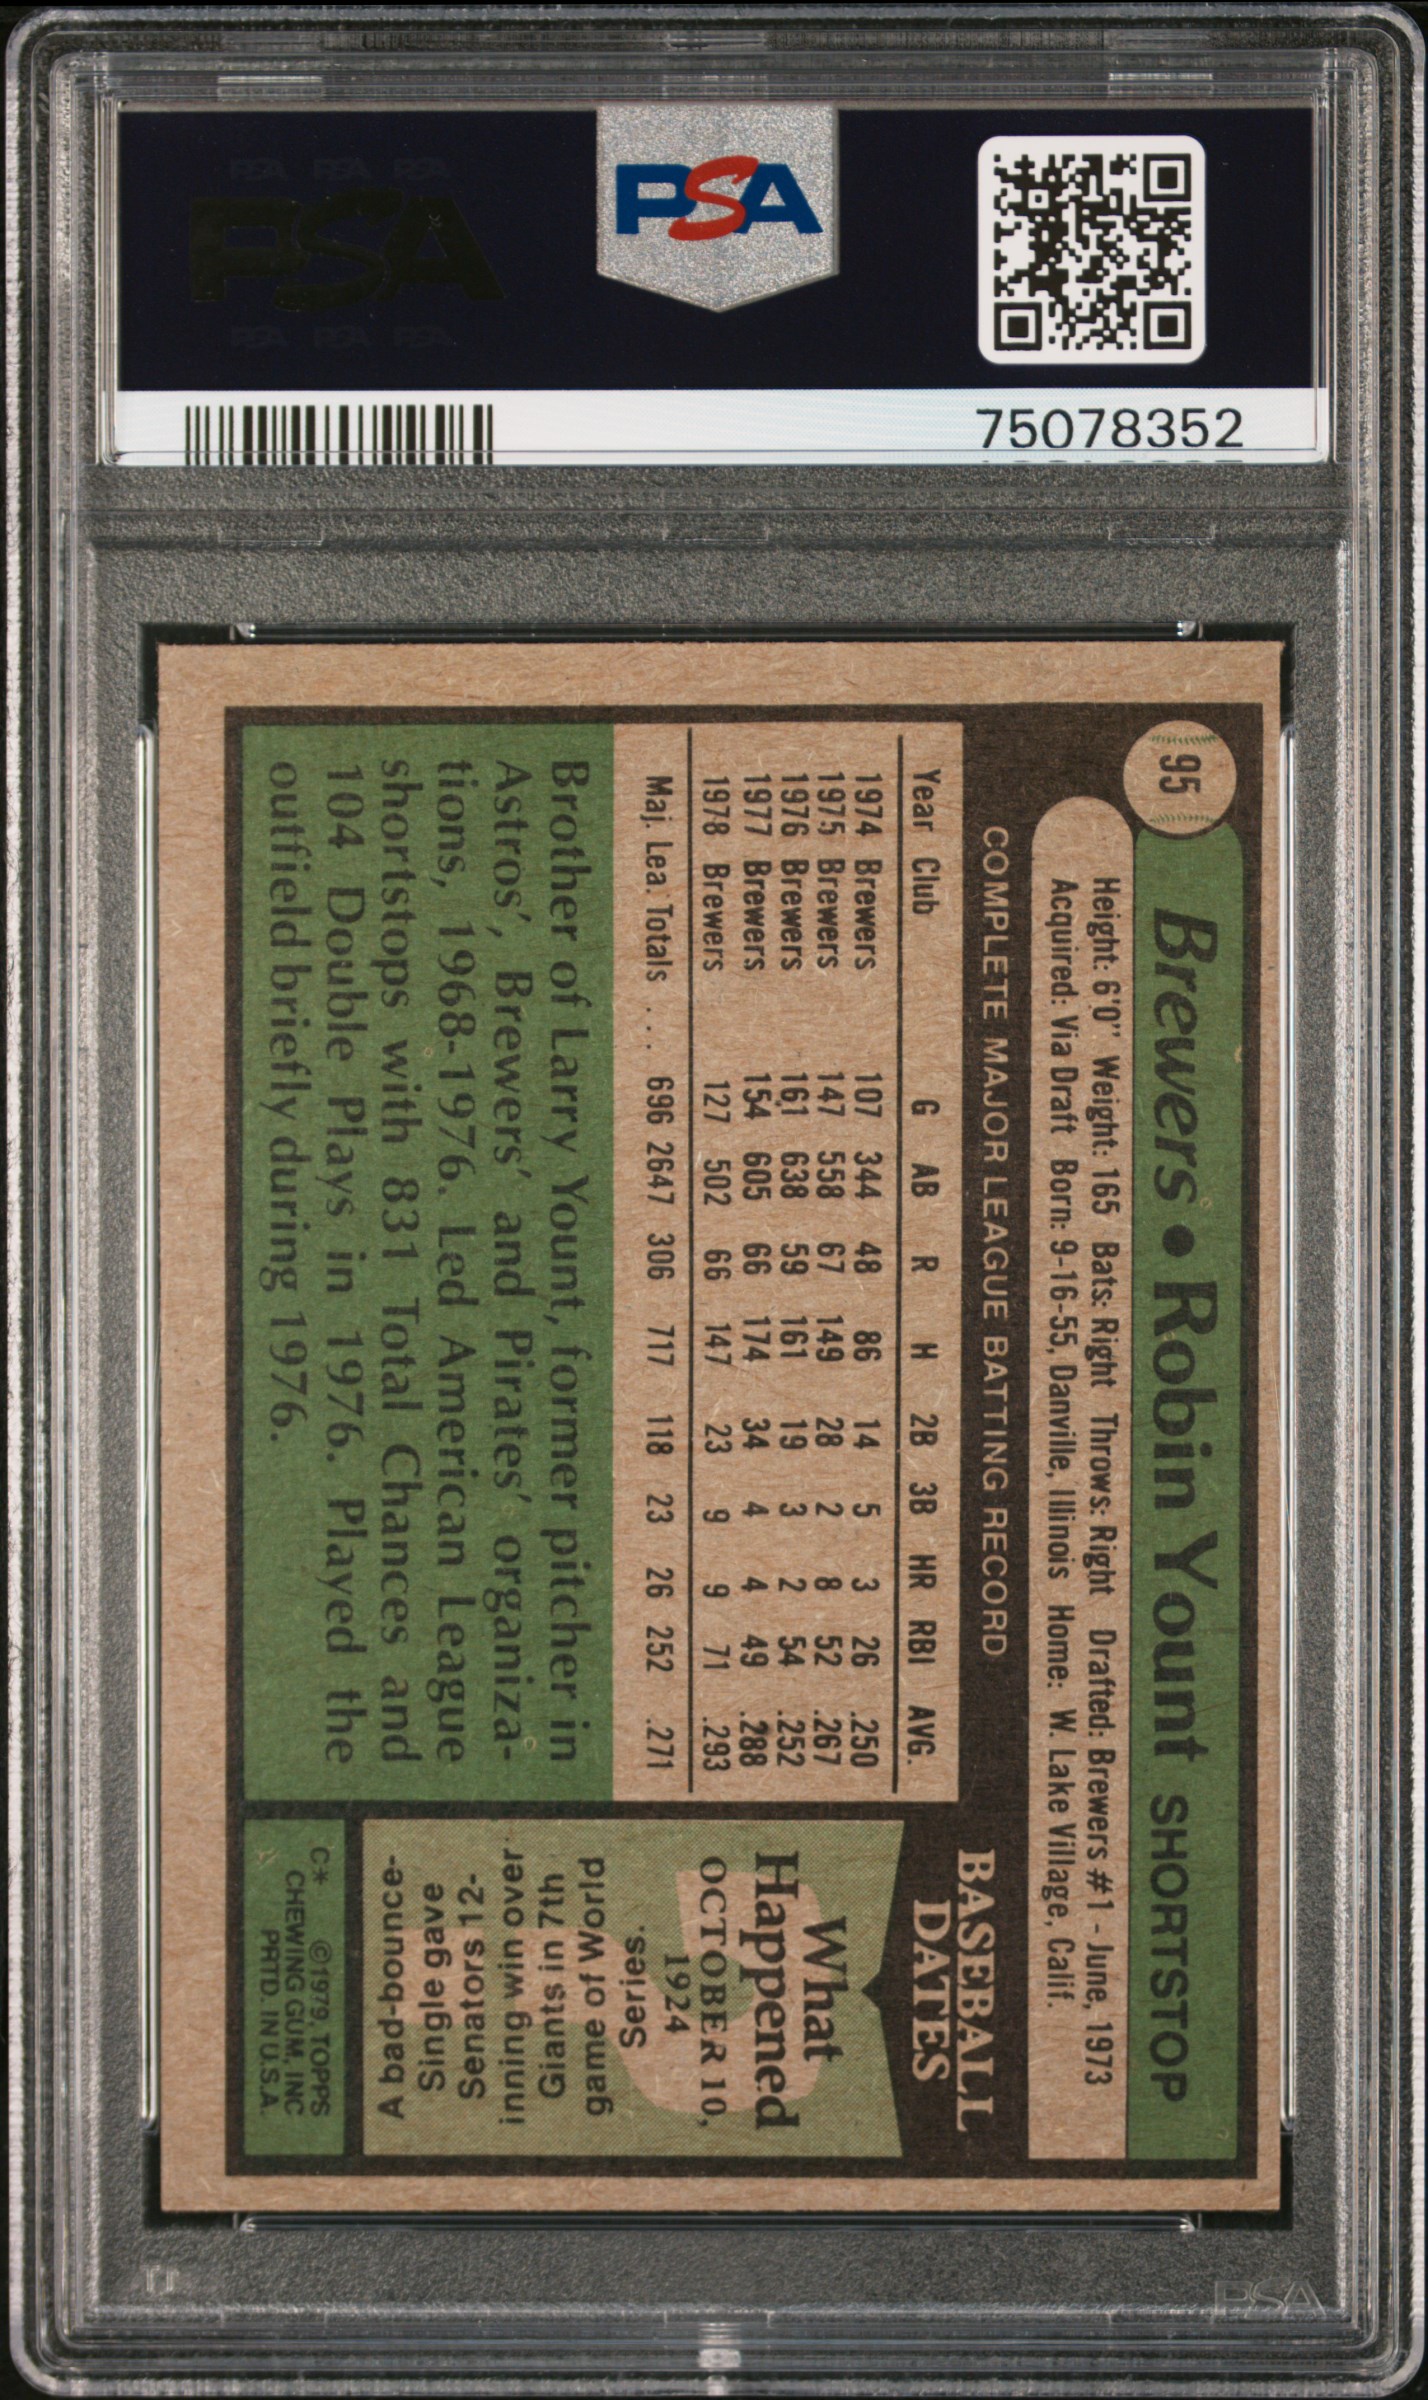 PSA PSA PSA
PSA
PSA PSA PSA
PSA
75078352
95
Brewers • Robin Yount SHORTSTOP
Height: 6'0" Weight: 165 Bats: Right Throws: Right Drafted: Brewers #1 - June, 1973
Acquired: Via Draft Born: 9-16-55, Danville, Illinois Home: W. Lake Village, Calif.
COMPLETE MAJOR LEAGUE BATTING RECORD
Year Club G AB R H 2B 3B HR RBI AVG.
1974 Brewers 107 344 48 86 14 5 3 26 .250
1975 Brewers 147 558 67 149 28 2 8 52 .267
1976 Brewers 161 638 59 161 19 3 2 54 .252
1977 Brewers 154 605 66 174 34 4 4 49 .288
1978 Brewers 127 502 66 147 23 9 9 71 .293
Maj. Lea. Totals . . . 696 2647 306 717 118 23 26 252 .271
Brother of Larry Yount, former pitcher in
Astros', Brewers' and Pirates' organiza-
tions, 1968-1976. Led American League
shortstops with 831 Total Chances and
104 Double Plays in 1976. Played the
outfield briefly during 1976.
BASEBALL
DATES
What
Happened
OCTOBER 10,
1924
A bad-bounce-
Single gave
Senators 12-
inning win over
Giants in 7th
game of World
Series.
C* ©1979, TOPPS
CHEWING GUM, INC
PRTD. IN U.S.A.
PSA